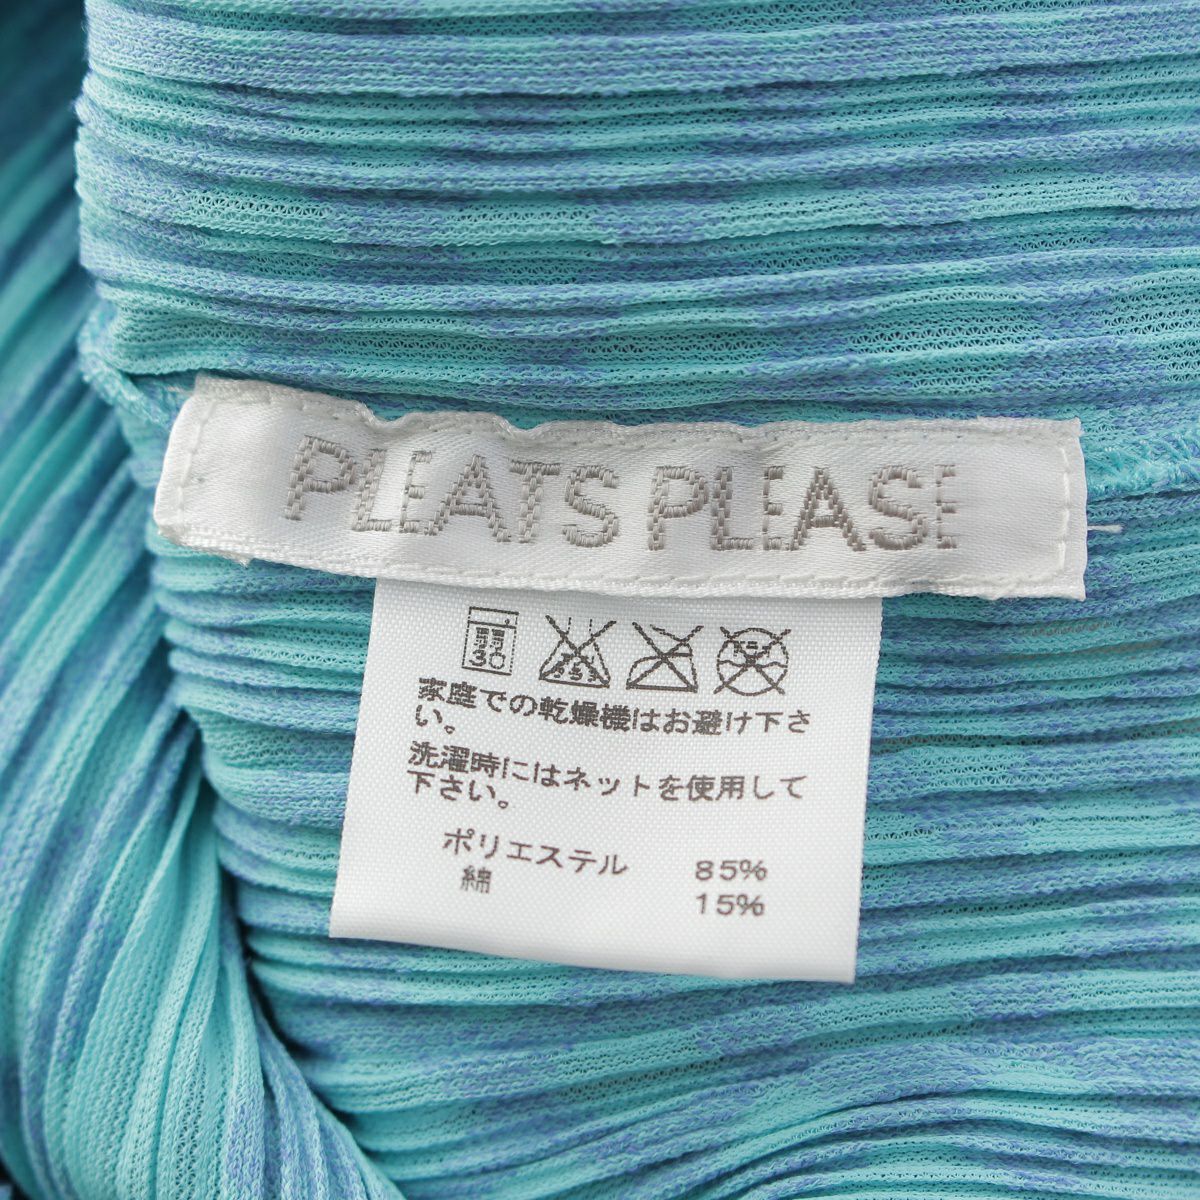 PLEATS PLEASE
30
家庭での乾燥機はお避け下さ
い。
洗濯時にはネットを使用して
下さい。
ポリエステル 85%
綿 15%